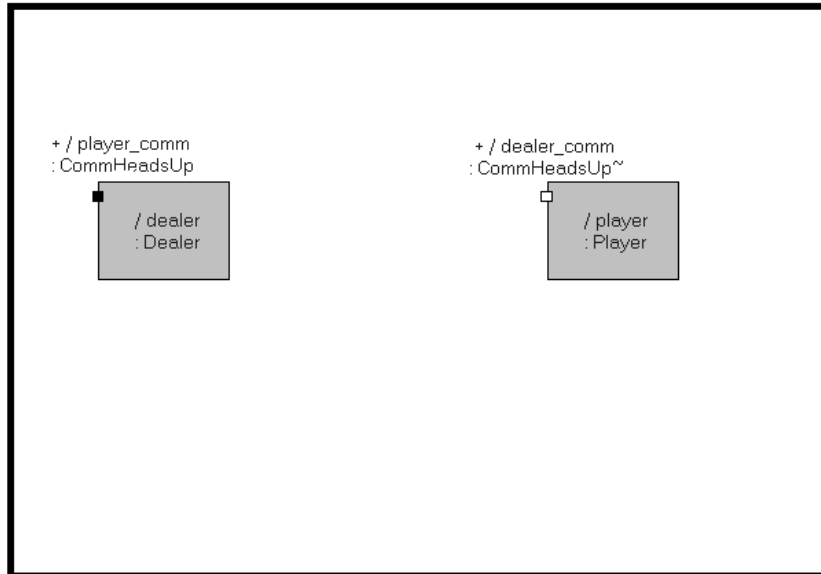 + / player_comm
: CommHeadsUp
/ dealer
: Dealer
+ / dealer_comm
: CommHeadsUp~
/ player
: Player